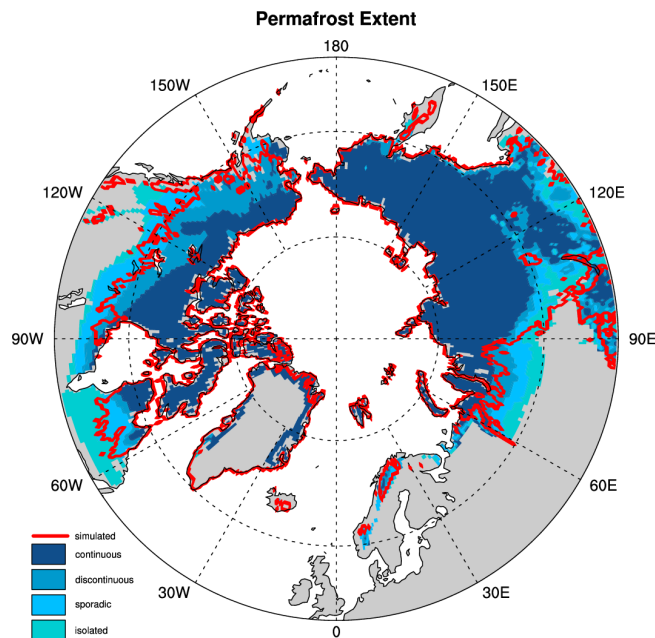 Permafrost Extent
180
150W
150E
120W
120E
90W
90E
60W
60E
30W
30E
0
simulated
continuous
discontinuous
sporadic
isolated